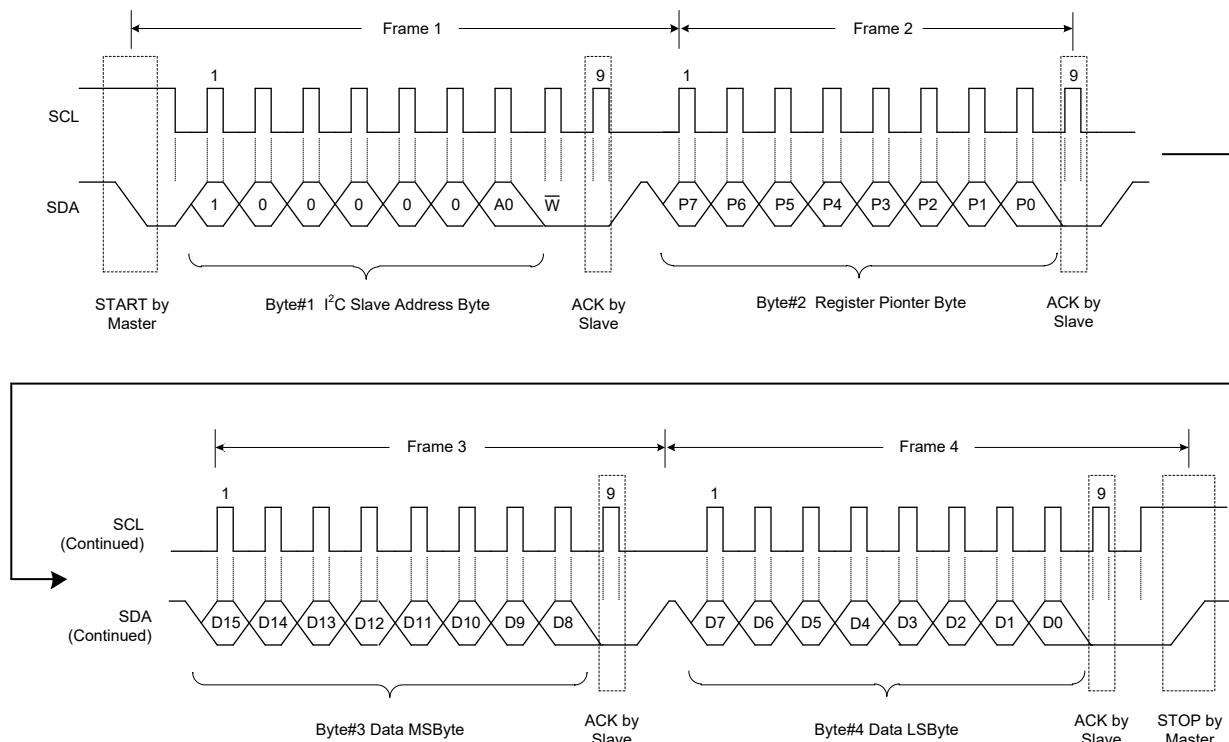 Frame 1 Frame 2
1 9 1 9
SCL
SDA 1 0 0 0 0 0 A0 W̅ P7 P6 P5 P4 P3 P2 P1 P0
START by
Master
Byte#1 I²C Slave Address Byte
ACK by
Slave
Byte#2 Register Pionter Byte
ACK by
Slave
Frame 3 Frame 4
1 9 1 9
SCL
(Continued)
SDA
(Continued)
D15 D14 D13 D12 D11 D10 D9 D8 D7 D6 D5 D4 D3 D2 D1 D0
Byte#3 Data MSByte
ACK by
Slave
Byte#4 Data LSByte
ACK by
Slave
STOP by
Master